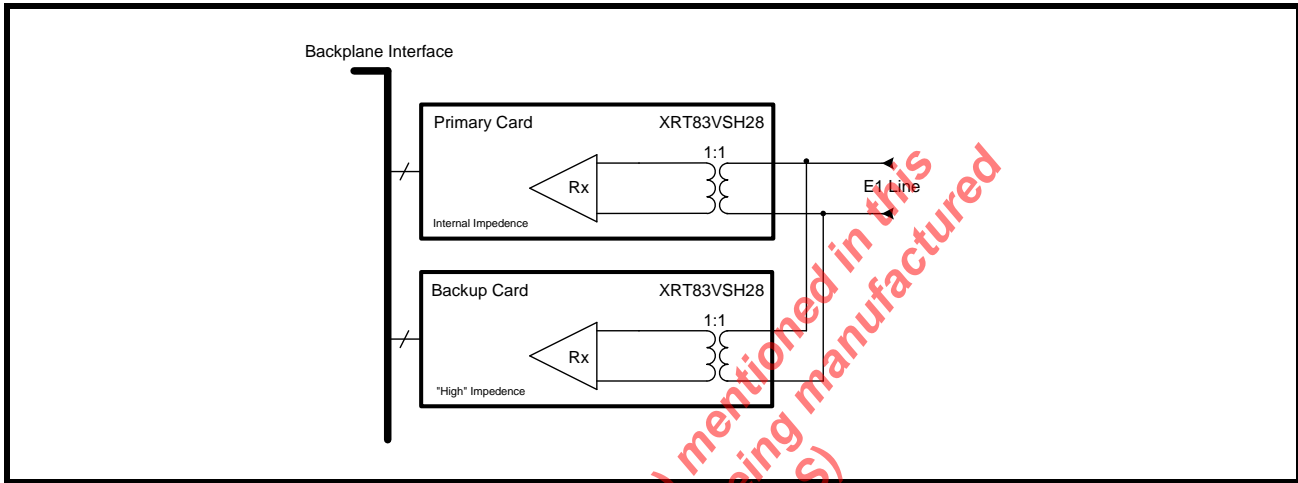 Backplane Interface
Primary Card
XRT83VSH28
1:1
Rx
E1 Line
Internal Impedence
Backup Card
XRT83VSH28
1:1
Rx
"High" Impedence
mentioned in this
being manufactured